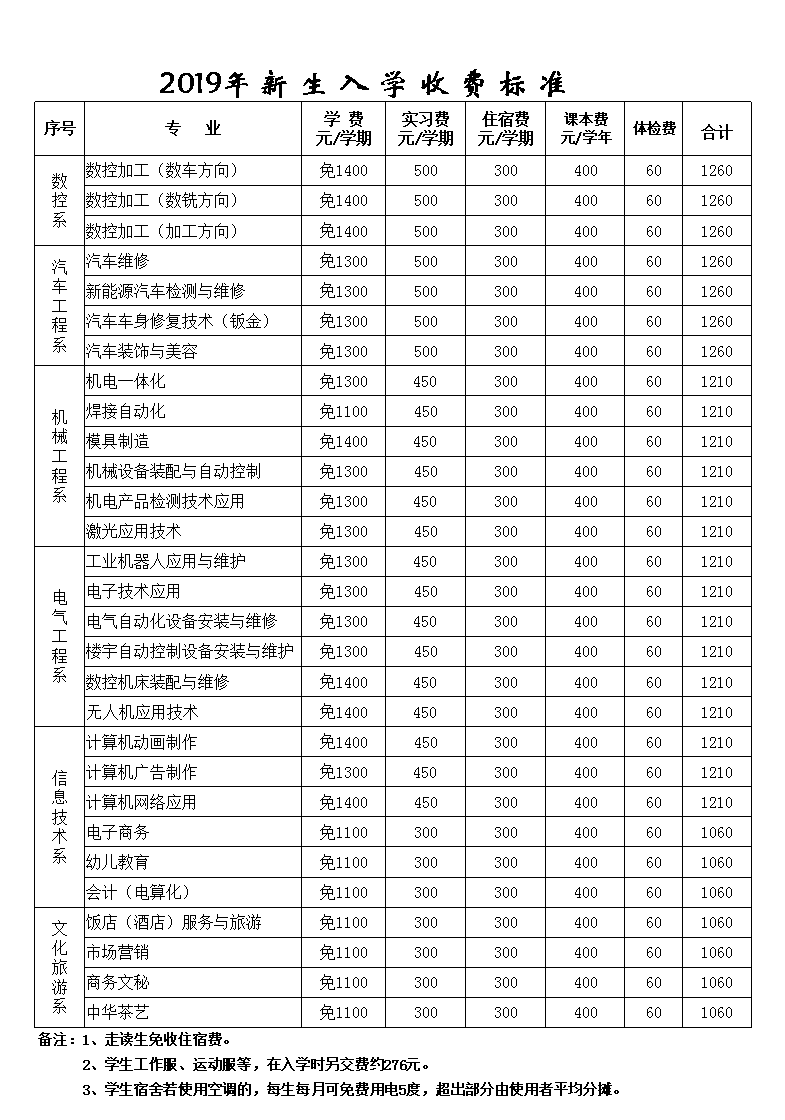 2019年新生入学收费标准
序号 专 业 学 费 元/学期 实习费 元/学期 住宿费 元/学期 课本费 元/学年 体检费 合计
数控系
数控加工（数车方向） 免1400 500 300 400 60 1260
数控加工（数铣方向） 免1400 500 300 400 60 1260
数控加工（加工方向） 免1400 500 300 400 60 1260
汽车工程系
汽车维修 免1300 500 300 400 60 1260
新能源汽车检测与维修 免1300 500 300 400 60 1260
汽车车身修复技术（钣金） 免1300 500 300 400 60 1260
汽车装饰与美容 免1300 500 300 400 60 1260
机械工程系
机电一体化 免1300 450 300 400 60 1210
焊接自动化 免1100 450 300 400 60 1210
模具制造 免1400 450 300 400 60 1210
机械设备装配与自动控制 免1300 450 300 400 60 1210
机电产品检测技术应用 免1300 450 300 400 60 1210
激光应用技术 免1300 450 300 400 60 1210
电气工程系
工业机器人应用与维护 免1300 450 300 400 60 1210
电子技术应用 免1300 450 300 400 60 1210
电气自动化设备安装与维修 免1300 450 300 400 60 1210
楼宇自动控制设备安装与维护 免1300 450 300 400 60 1210
数控机床装配与维修 免1400 450 300 400 60 1210
无人机应用技术 免1400 450 300 400 60 1210
信息技术系
计算机动画制作 免1400 450 300 400 60 1210
计算机广告制作 免1300 450 300 400 60 1210
计算机网络应用 免1400 450 300 400 60 1210
电子商务 免1100 300 300 400 60 1060
幼儿教育 免1100 300 300 400 60 1060
会计（电算化） 免1100 300 300 400 60 1060
文化旅游系
饭店（酒店）服务与旅游 免1100 300 300 400 60 1060
市场营销 免1100 300 300 400 60 1060
商务文秘 免1100 300 300 400 60 1060
中华茶艺 免1100 300 300 400 60 1060
备注：1、走读生免收住宿费。
2、学生工作服、运动服等，在入学时另交费约276元。
3、学生宿舍若使用空调的，每生每月可免费用电5度，超出部分由使用者平均分摊。